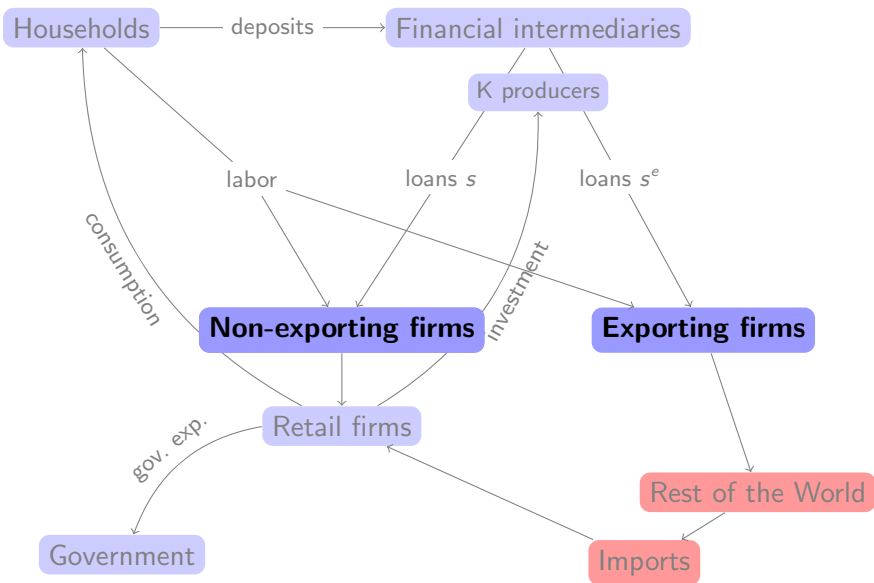 Households
deposits
Financial intermediaries
K producers
labor
loans s
loans sᵉ
consumption
investment
Non-exporting firms
Exporting firms
Retail firms
gov. exp.
Rest of the World
Government
Imports